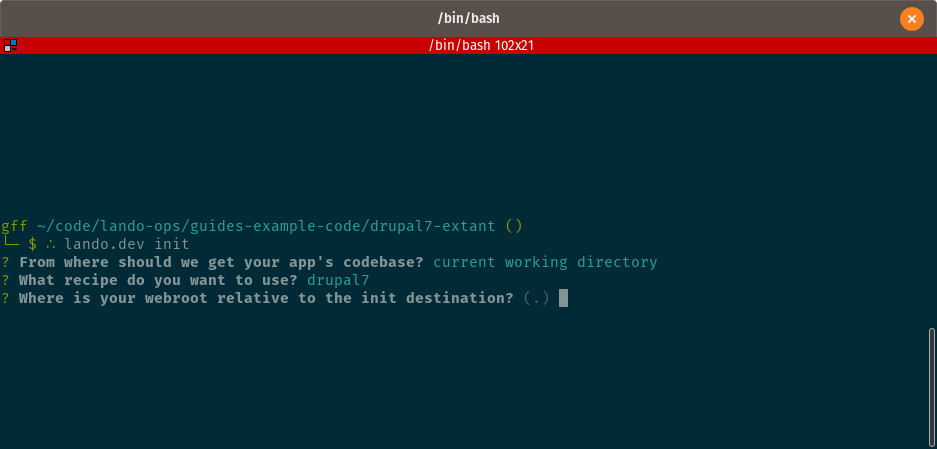 /bin/bash
/bin/bash 102x21
gff ~/code/lando-ops/guides-example-code/drupal7-extant ()
└─ $ ∴ lando.dev init
? From where should we get your app's codebase? current working directory
? What recipe do you want to use? drupal7
? Where is your webroot relative to the init destination? (.)